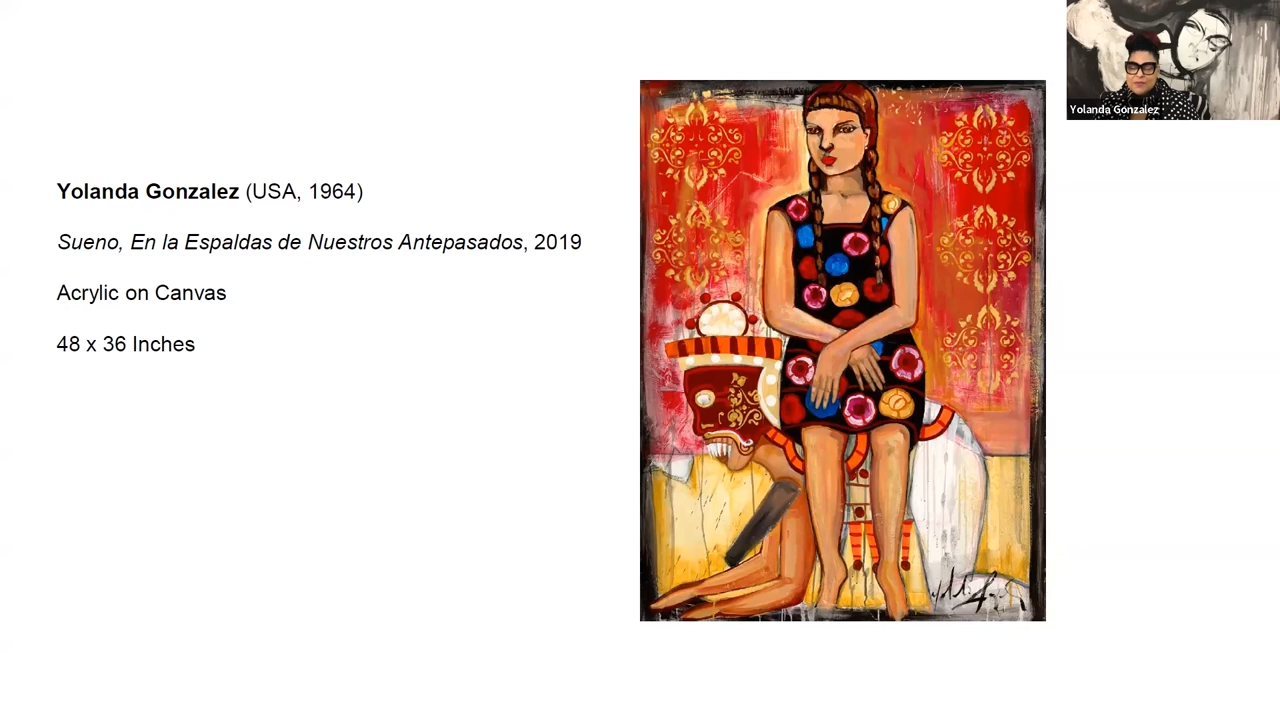 Yolanda Gonzalez
Yolanda Gonzalez (USA, 1964)
Sueno, En la Espaldas de Nuestros Antepasados, 2019
Acrylic on Canvas
48 x 36 Inches